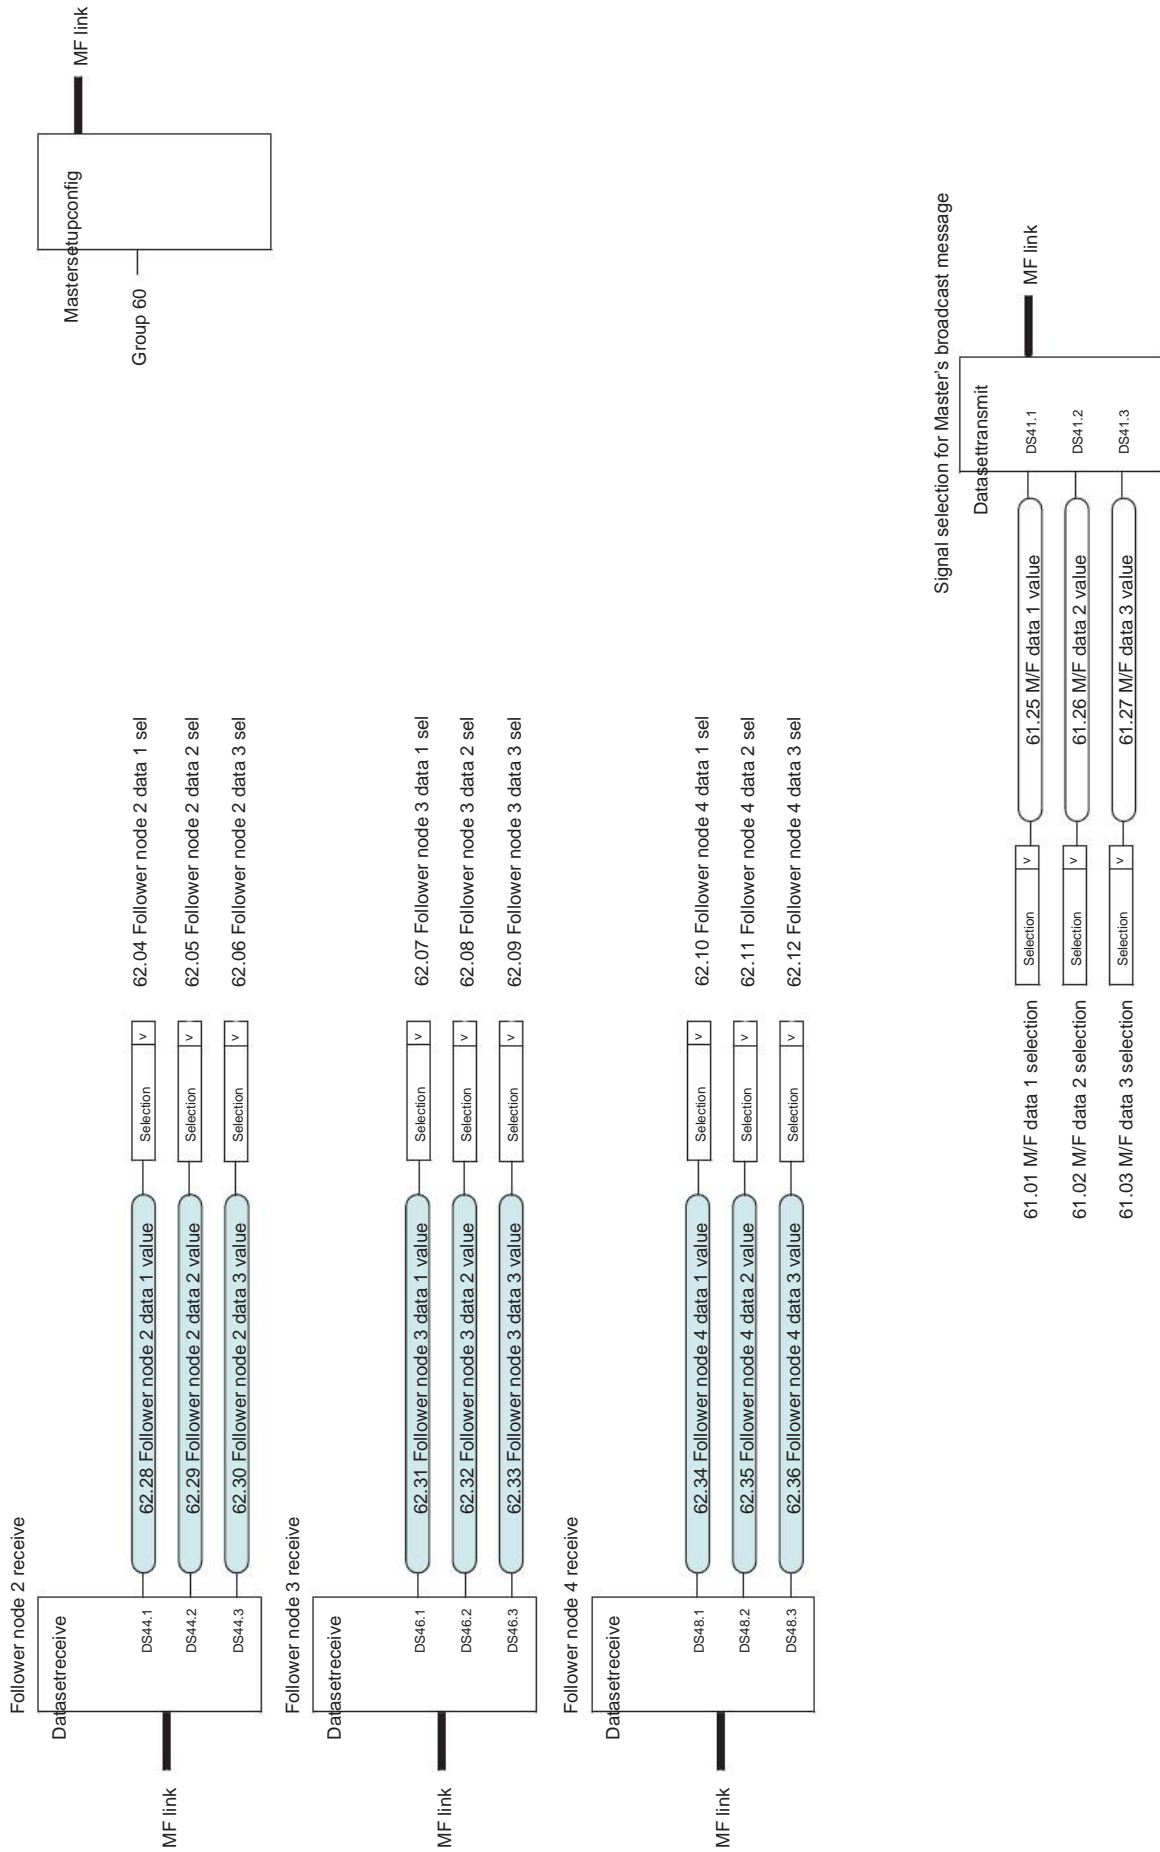 Follower node 2 receive
Datasetreceive
MF link
DS44.1
62.28 Follower node 2 data 1 value
Selection
v
62.04 Follower node 2 data 1 sel
DS44.2
62.29 Follower node 2 data 2 value
Selection
v
62.05 Follower node 2 data 2 sel
DS44.3
62.30 Follower node 2 data 3 value
Selection
v
62.06 Follower node 2 data 3 sel
Mastersetupconfig
MF link
Group 60
Follower node 3 receive
Datasetreceive
MF link
DS46.1
62.31 Follower node 3 data 1 value
Selection
v
62.07 Follower node 3 data 1 sel
DS46.2
62.32 Follower node 3 data 2 value
Selection
v
62.08 Follower node 3 data 2 sel
DS46.3
62.33 Follower node 3 data 3 value
Selection
v
62.09 Follower node 3 data 3 sel
Follower node 4 receive
Datasetreceive
MF link
DS48.1
62.34 Follower node 4 data 1 value
Selection
v
62.10 Follower node 4 data 1 sel
DS48.2
62.35 Follower node 4 data 2 value
Selection
v
62.11 Follower node 4 data 2 sel
DS48.3
62.36 Follower node 4 data 3 value
Selection
v
62.12 Follower node 4 data 3 sel
Signal selection for Master's broadcast message
Datasettransmit
61.01 M/F data 1 selection
Selection
v
61.25 M/F data 1 value
DS41.1
MF link
61.02 M/F data 2 selection
Selection
v
61.26 M/F data 2 value
DS41.2
61.03 M/F data 3 selection
Selection
v
61.27 M/F data 3 value
DS41.3